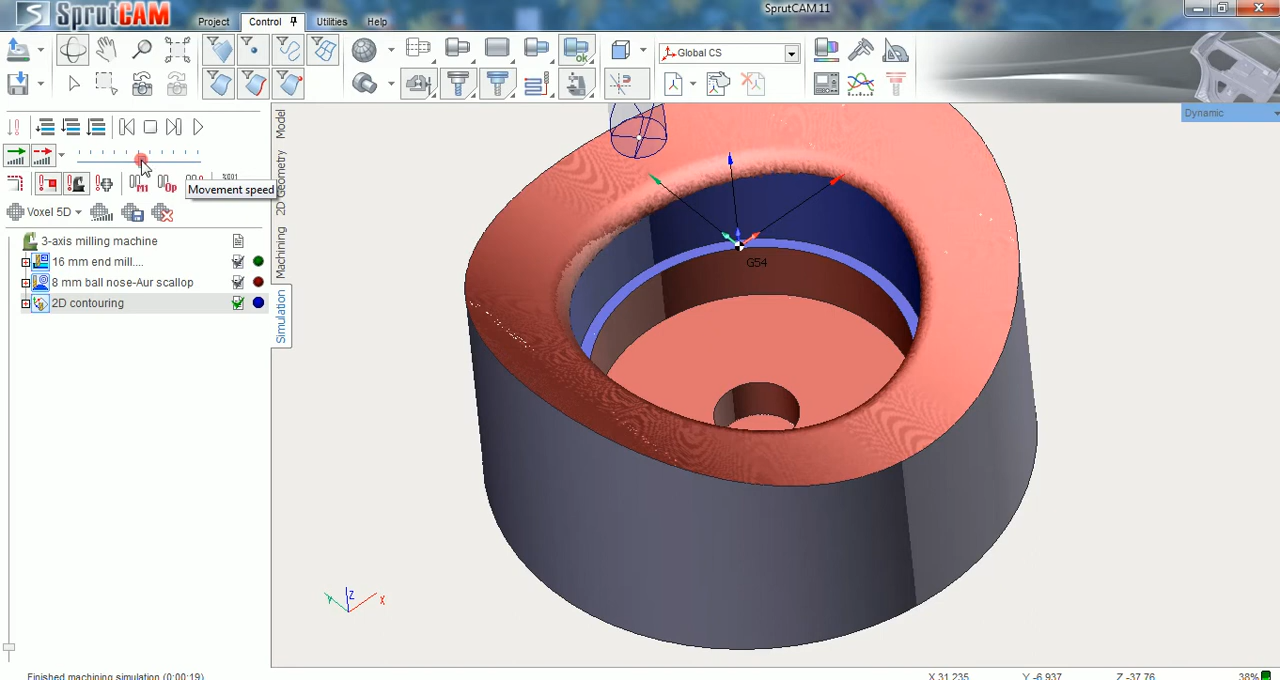 SprutCAM
SprutCAM 11
Project
Control
Utilities
Help
Global CS
Dynamic
Model
2D Geometry
Machining
Simulation
Movement speed
Voxel 5D
3-axis milling machine
16 mm end mill....
8 mm ball nose-Aur scallop
2D contouring
G54
Z
X
Y
Finished machining simulation (0:00:19)
X 31.235
Y -6.937
Z -37.76
38%